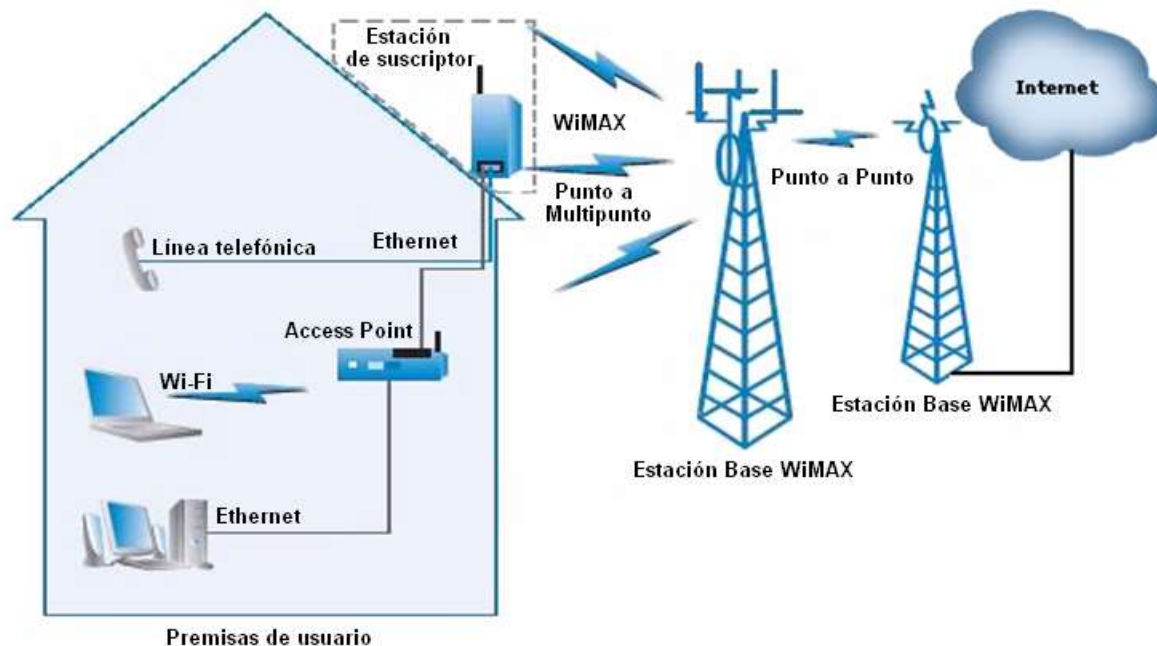 Estación
de suscriptor
Internet
WiMAX
Punto a
Multipunto
Punto a Punto
Línea telefónica
Ethernet
Access Point
Wi-Fi
Estación Base WiMAX
Estación Base WiMAX
Ethernet
Premisas de usuario